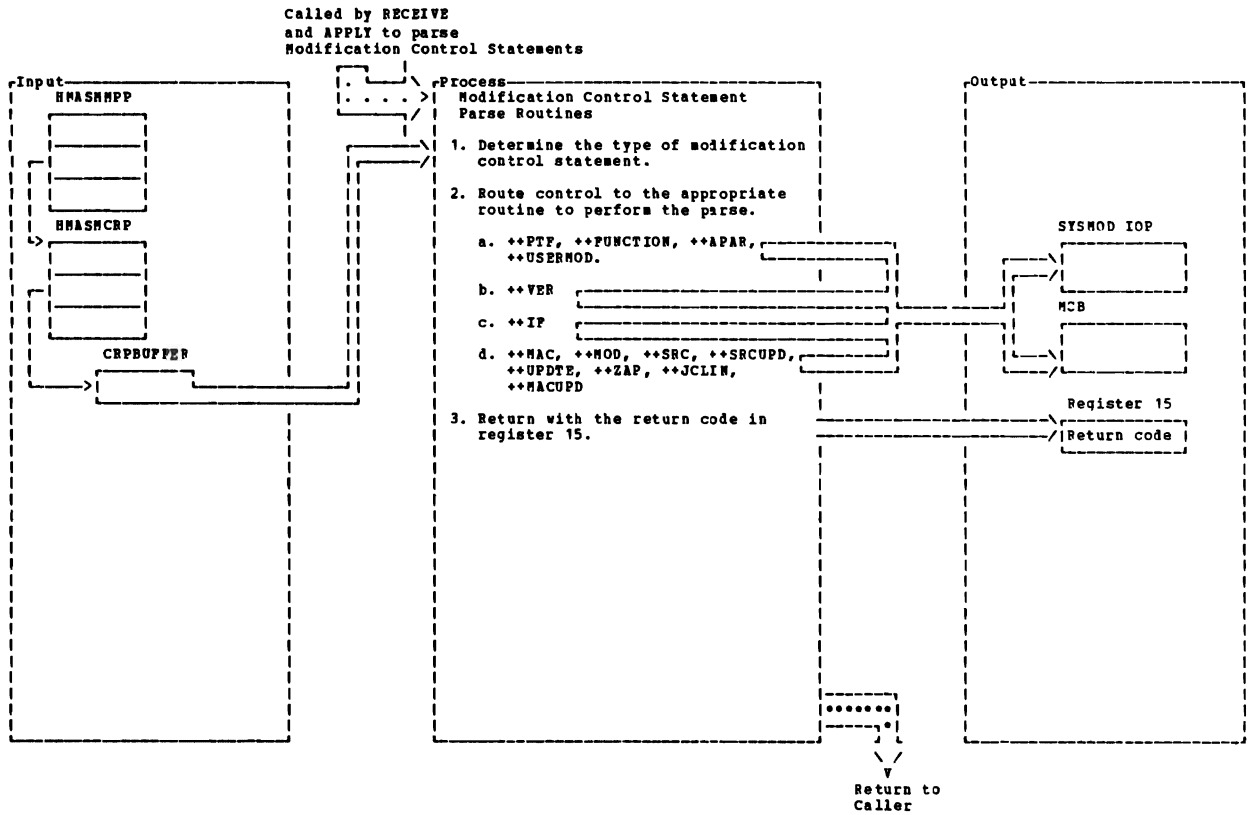 Called by RECEIVE
and APPLY to parse
Modification Control Statements
Input
HMASMMPP
HMASMCRP
CRPBUFFER
Process
Modification Control Statement
Parse Routines
1. Determine the type of modification
control statement.
2. Route control to the appropriate
routine to perform the parse.
a. ++PTF, ++FUNCTION, ++APAR,
++USERMOD.
b. ++VER
c. ++IF
d. ++MAC, ++MOD, ++SRC, ++SRCUPD,
++UPDTE, ++ZAP, ++JCLIN,
++MACUPD
3. Return with the return code in
register 15.
Output
SYSMOD IOP
MCB
Register 15
Return code
Return to
Caller